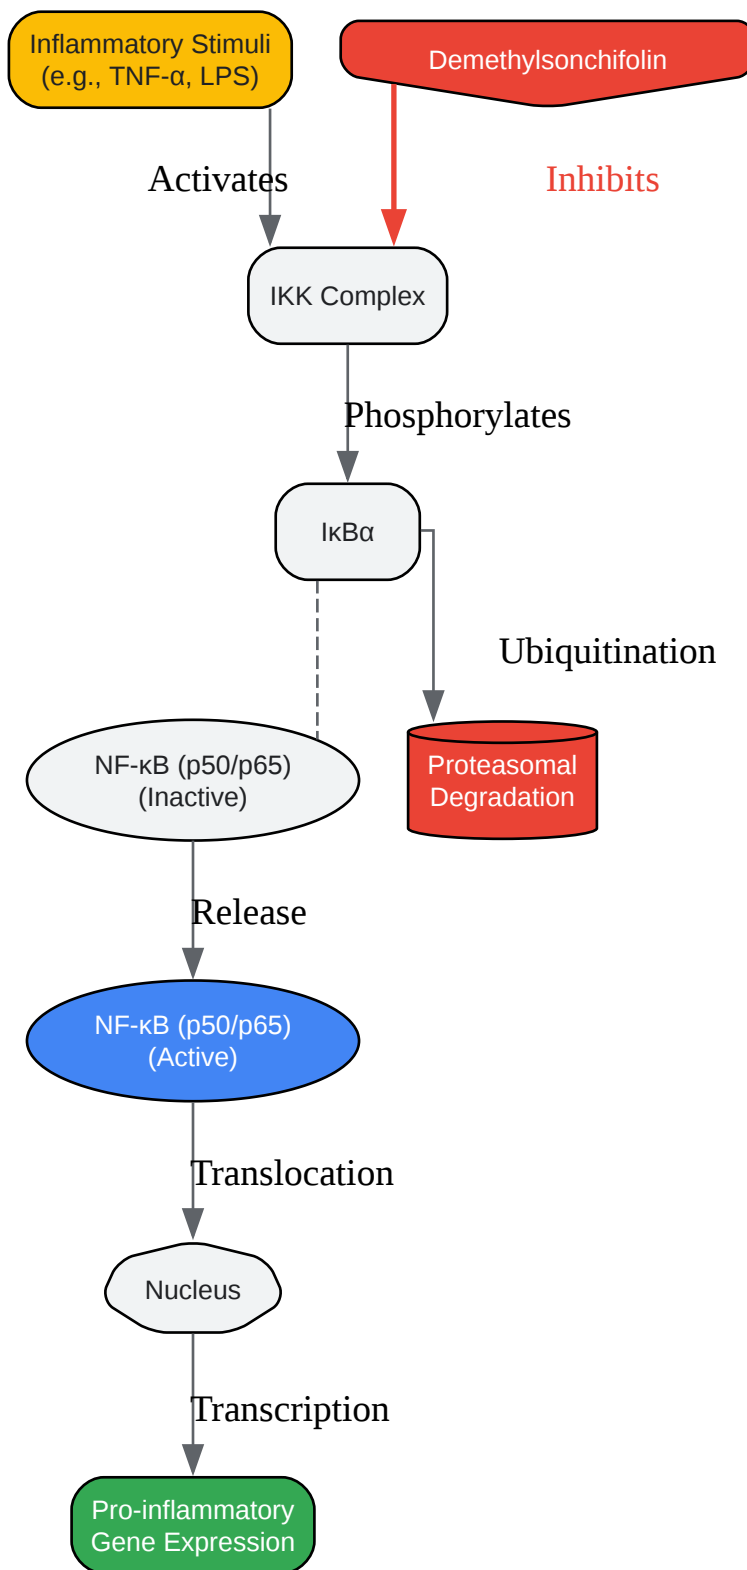 Inflammatory Stimuli
(e.g., TNF-α, LPS)
Demethylsonchifolin
Activates
Inhibits
IKK Complex
Phosphorylates
IκBα
Ubiquitination
NF-κB (p50/p65)
(Inactive)
Proteasomal
Degradation
Release
NF-κB (p50/p65)
(Active)
Translocation
Nucleus
Transcription
Pro-inflammatory
Gene Expression